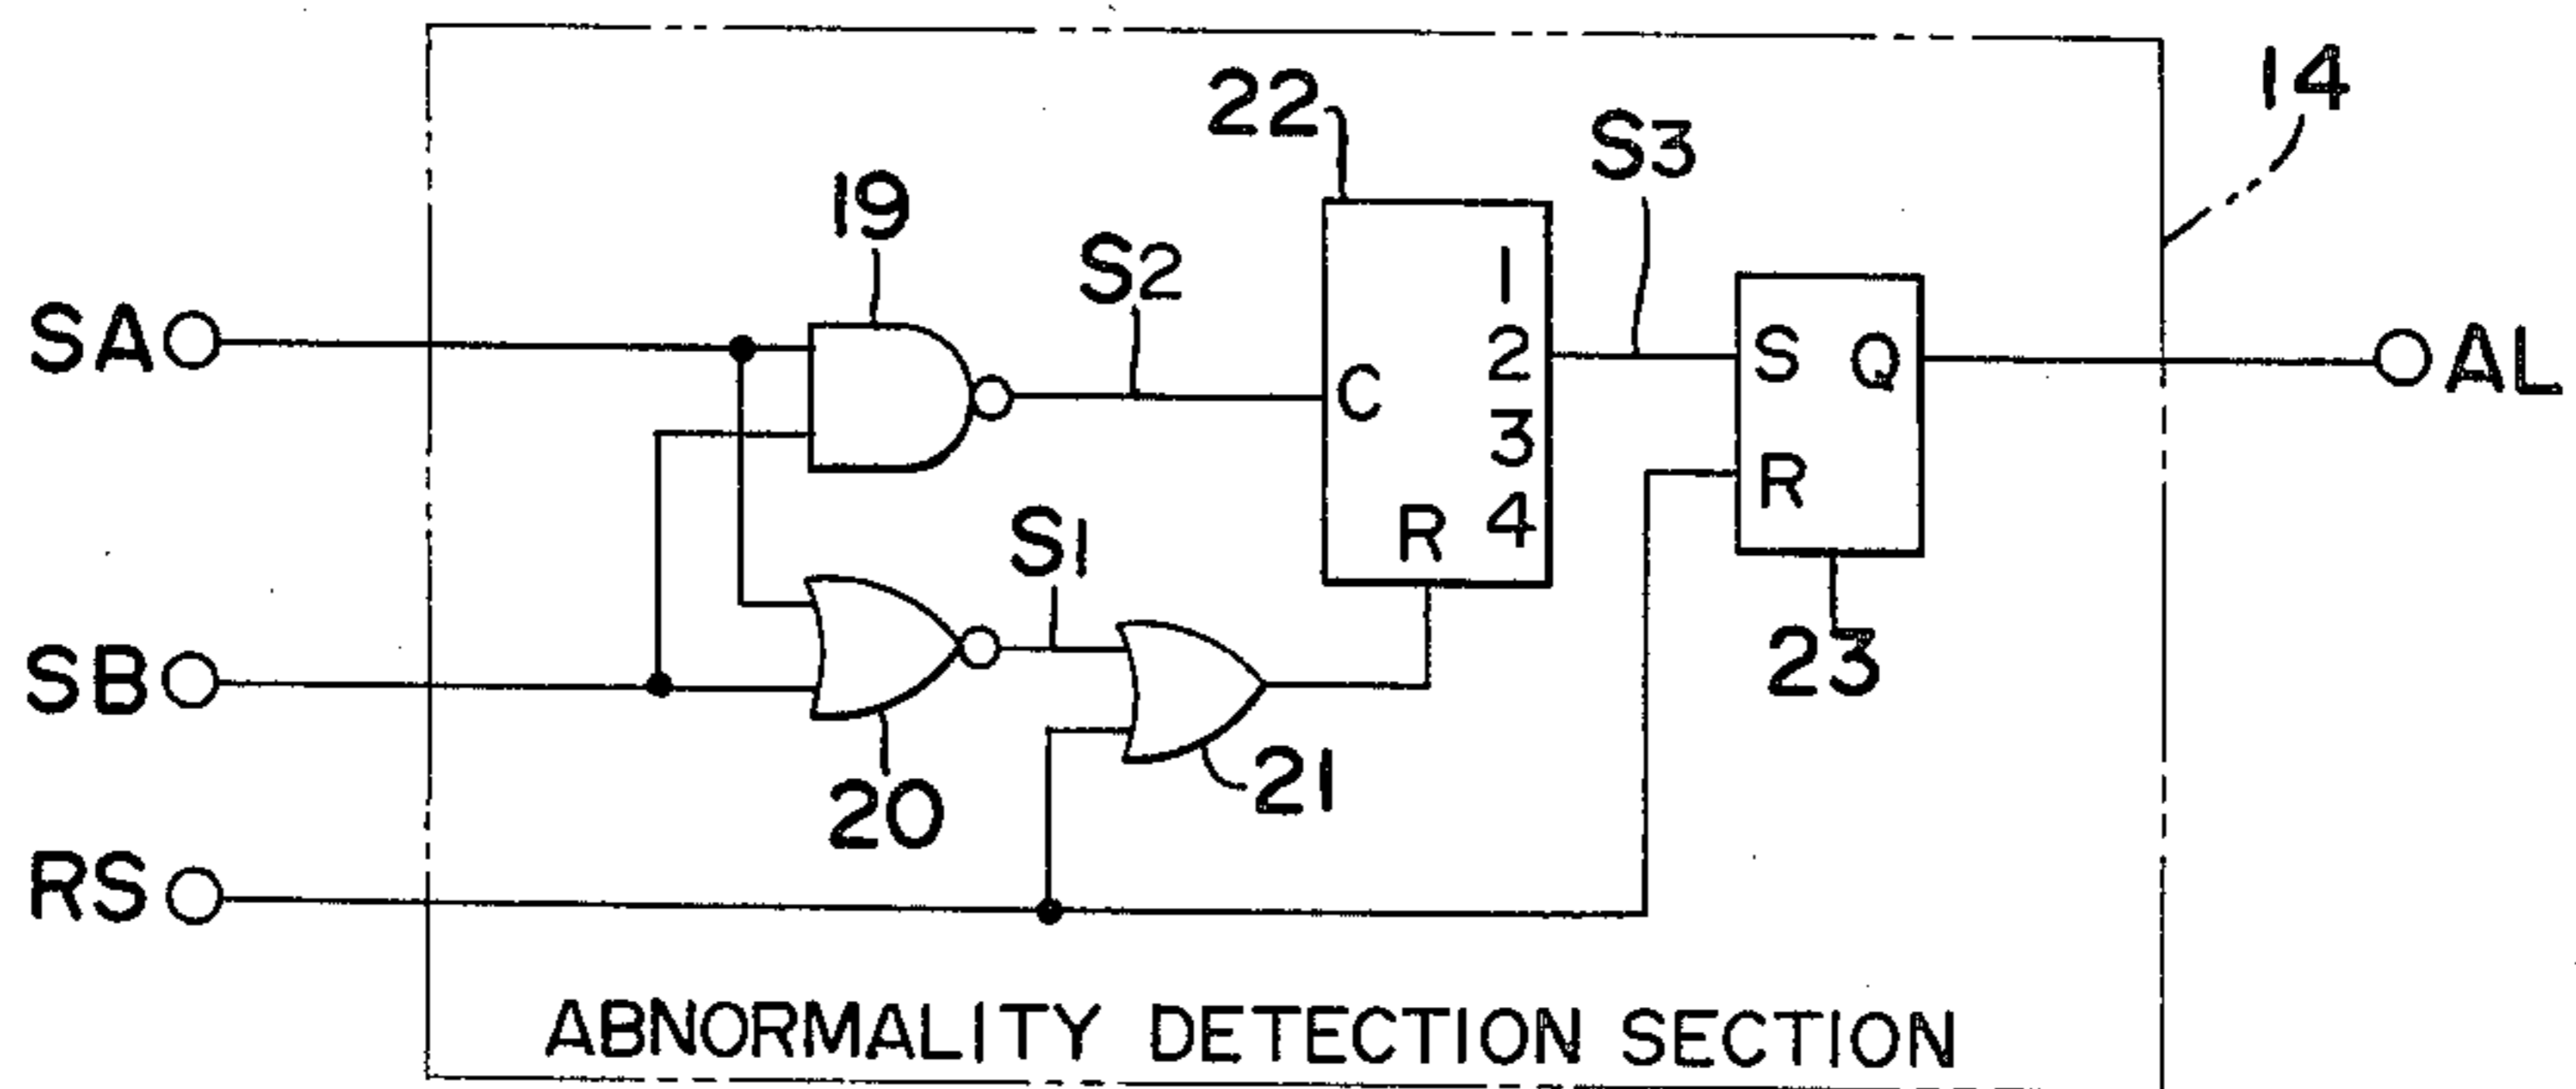 14
22
S3
19
S2
SA
1
2
3
4
C
R
S
Q
R
AL
S1
SB
23
20
21
RS
ABNORMALITY DETECTION SECTION